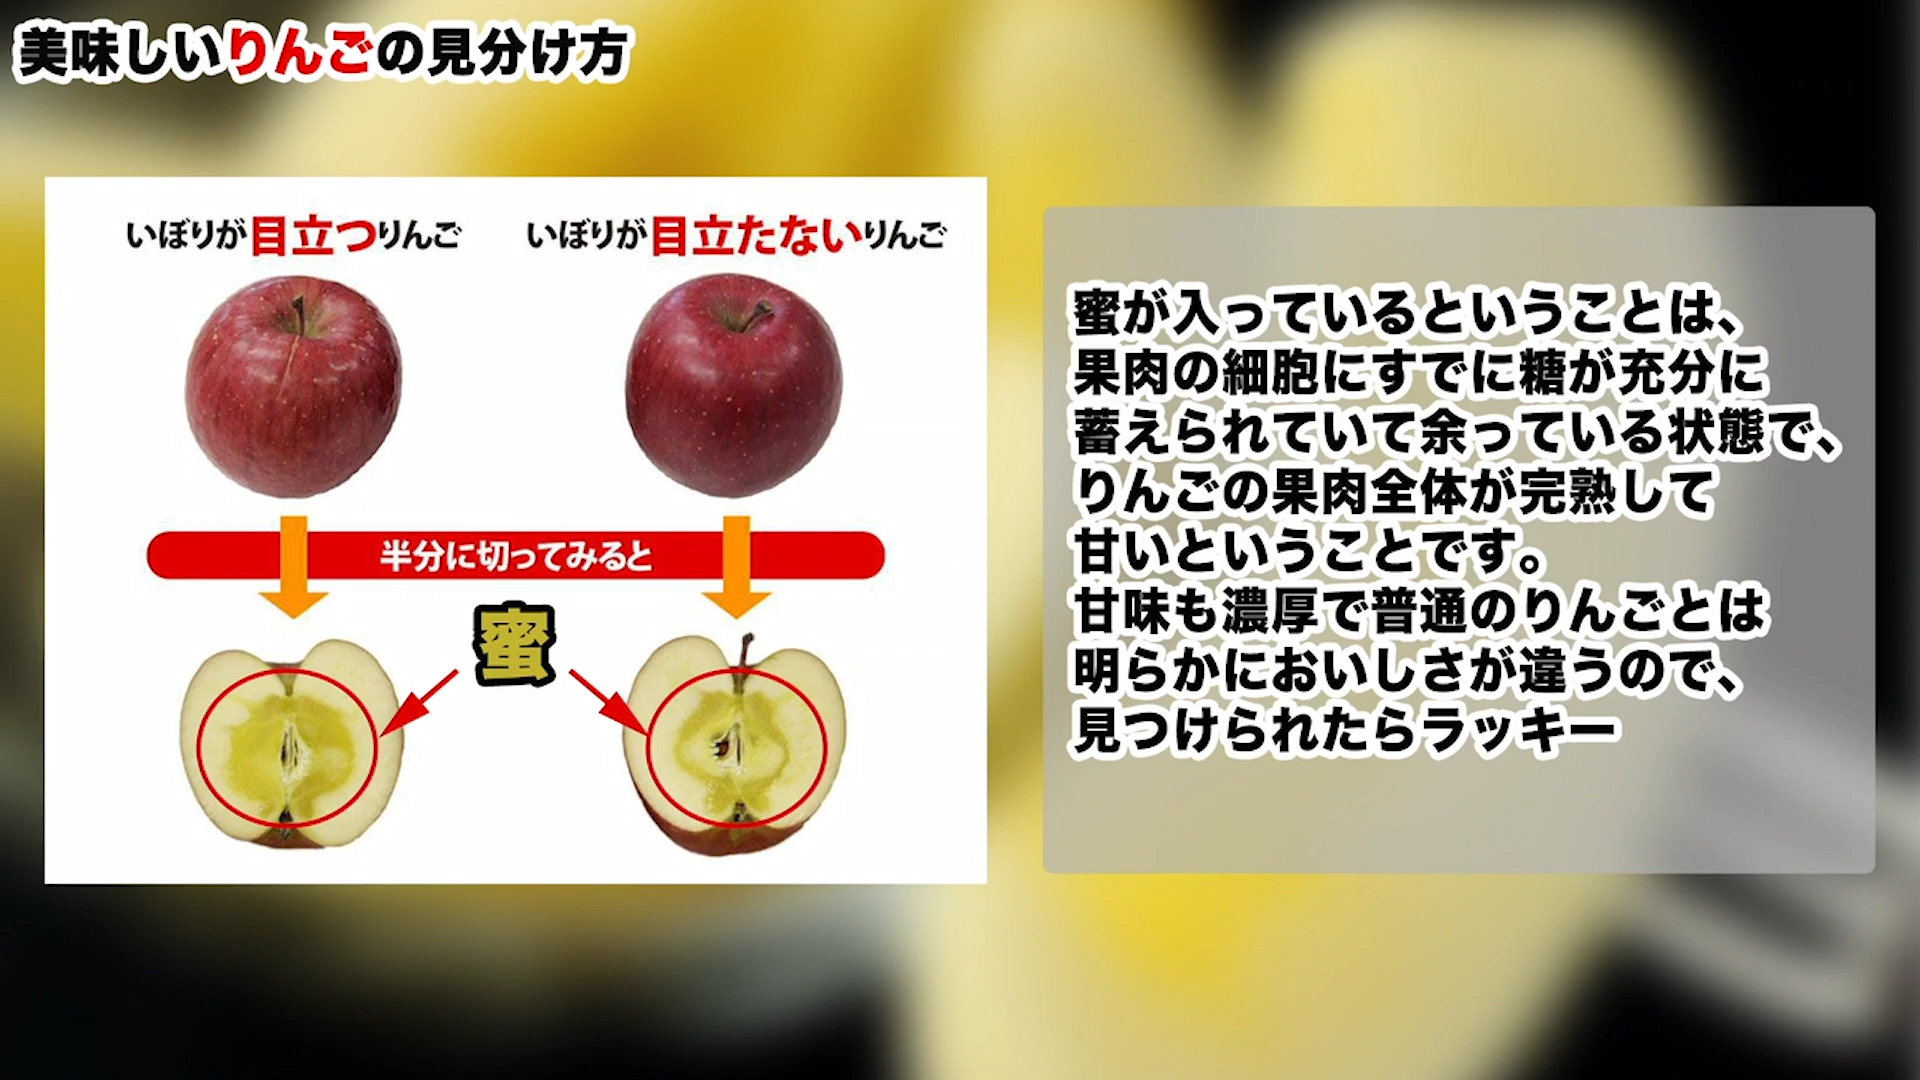 美味しいりんごの見分け方
いぼりが目立つりんご
いぼりが目立たないりんご
半分に切ってみると
蜜
蜜が入っているということは、
果肉の細胞にすでに糖が充分に
蓄えられていて余っている状態で、
りんごの果肉全体が完熟して
甘いということです。
甘味も濃厚で普通のりんごとは
明らかにおいしさが違うので、
見つけられたらラッキー